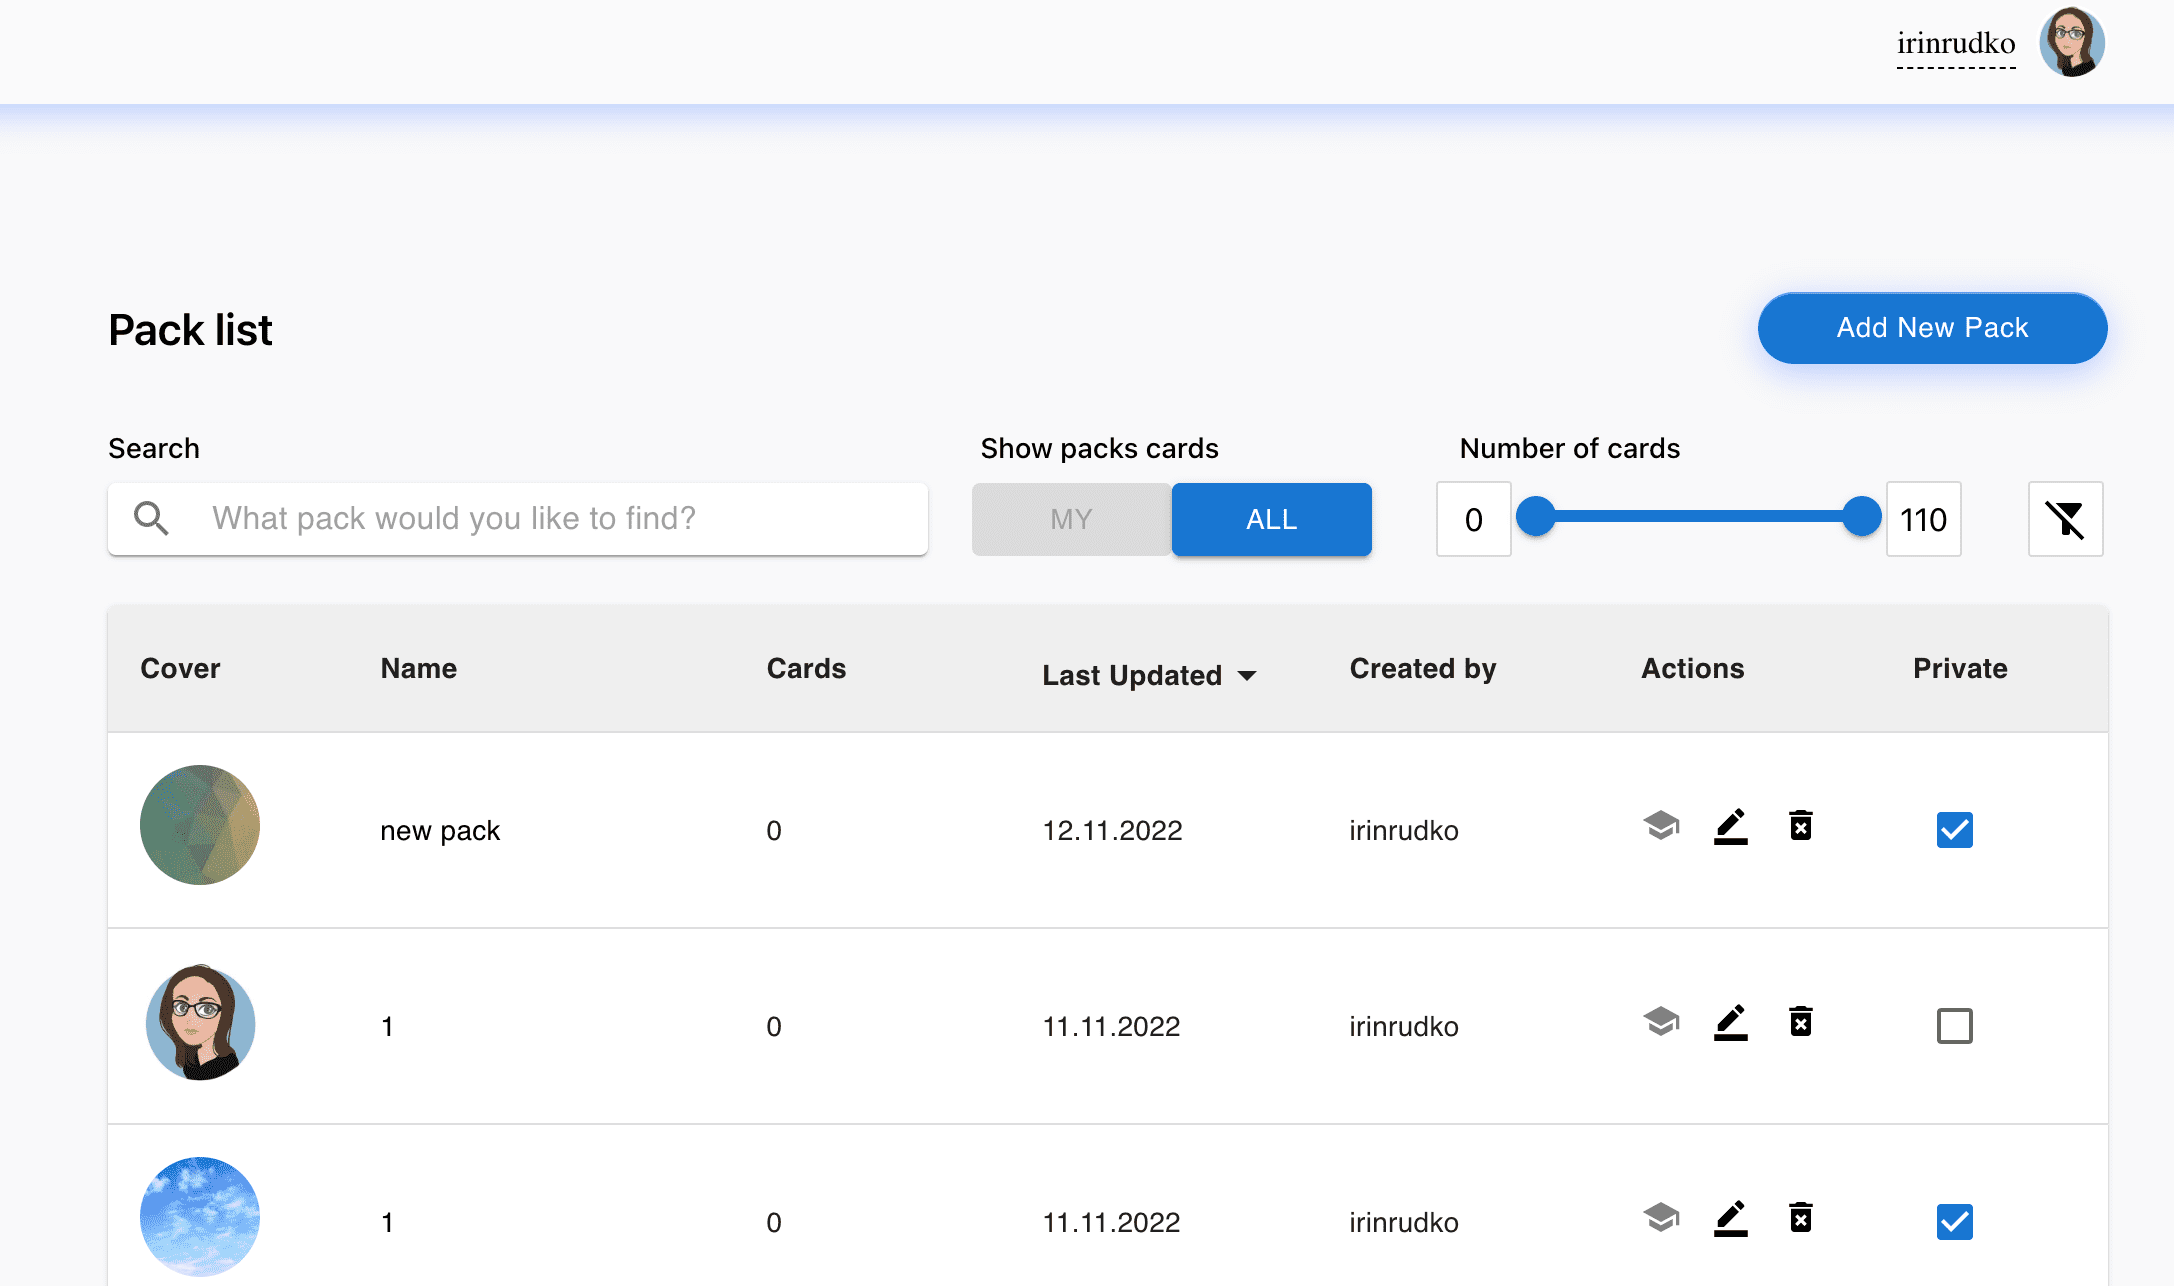 irinrudko
Pack list
Add New Pack
Search
Show packs cards
Number of cards
What pack would you like to find?
MY
ALL
0
110
Cover
Name
Cards
Last Updated
Created by
Actions
Private
new pack
0
12.11.2022
irinrudko
1
0
11.11.2022
irinrudko
1
0
11.11.2022
irinrudko